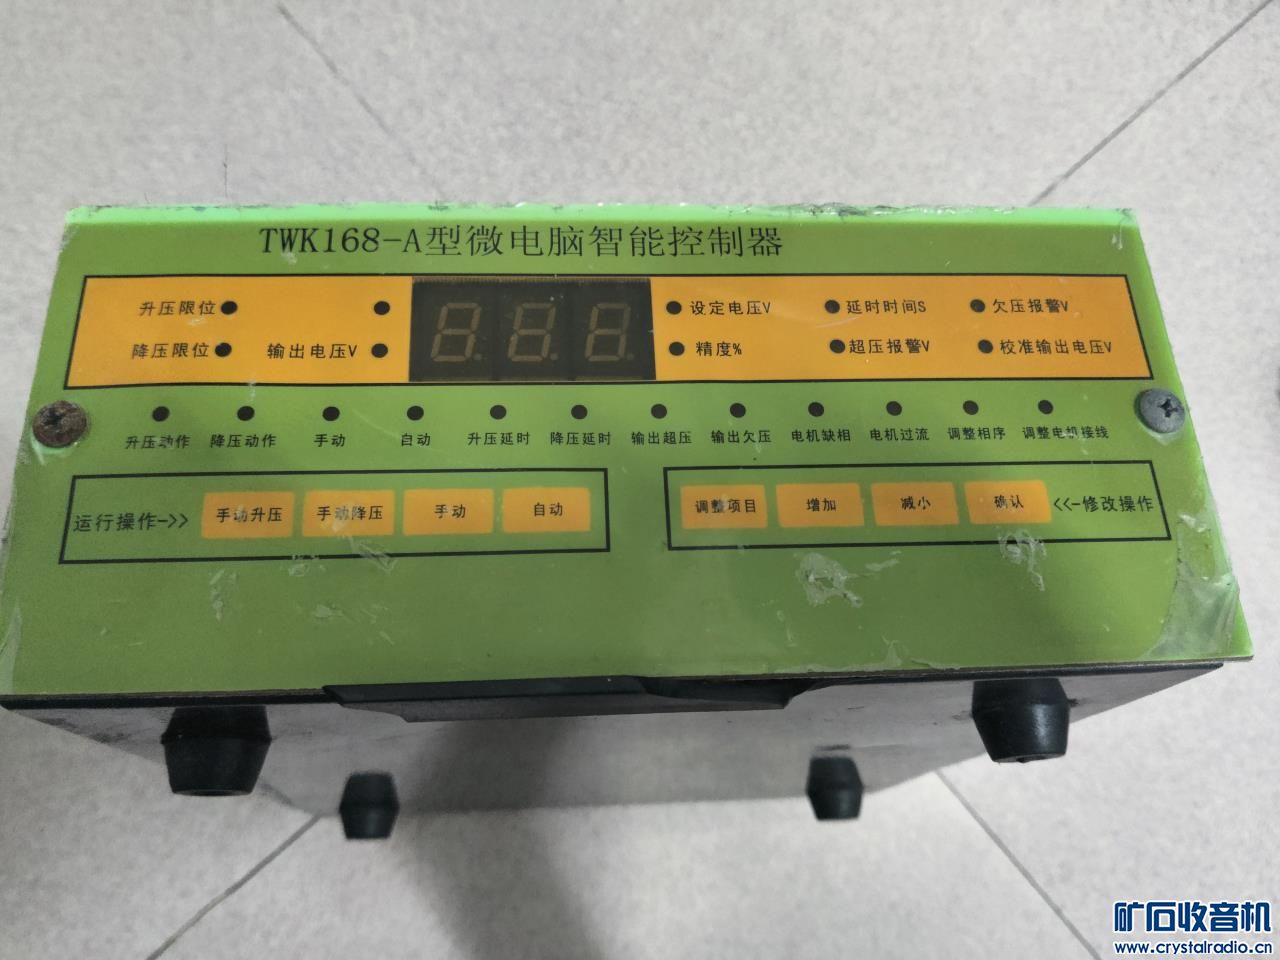 TWK168-A型微电脑智能控制器
升压限位 设定电压V 延时时间S 欠压报警V
降压限位 输出电压V 精度% 超压报警V 校准输出电压V
升压动作 降压动作 手动 自动 升压延时 降压延时 输出超压 输出欠压 电机缺相 电机过流 调整相序 调整电机接线
运行操作->> 手动升压 手动降压 手动 自动 调整项目 增加 减小 确认 <<-修改操作
矿石收音机
www.crystalradio.cn